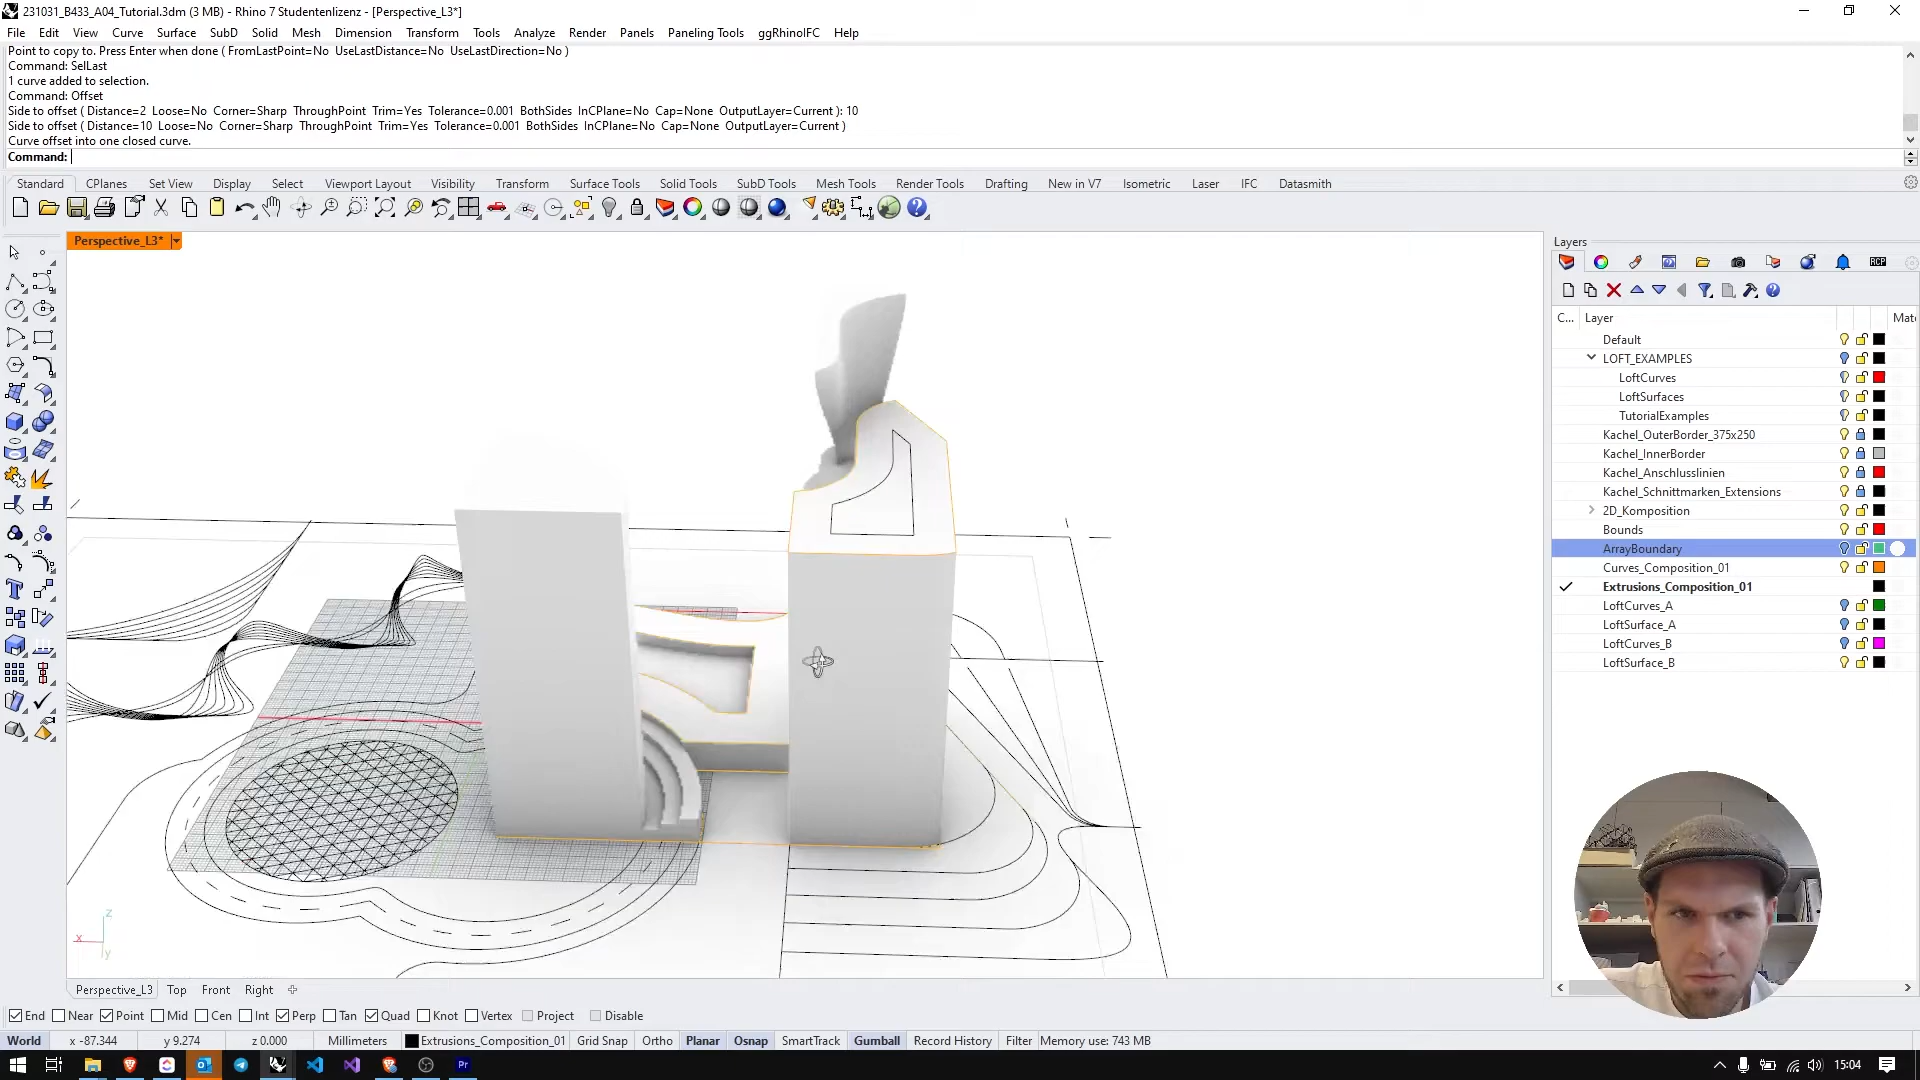 231031_B433_A04_Tutorial.3dm (3 MB) - Rhino 7 Studentenlizenz - [Perspective_L3*]
File Edit View Curve Surface SubD Solid Mesh Dimension Transform Tools Analyze Render Panels Paneling Tools ggRhinoIFC Help
Point to copy to. Press Enter when done ( FromLastPoint=No UseLastDistance=No UseLastDirection=No )
Command: SelLast
1 curve added to selection.
Command: Offset
Side to offset ( Distance=2 Loose=No Corner=Sharp ThroughPoint Trim=Yes Tolerance=0.001 BothSides InCPlane=No Cap=None OutputLayer=Current ): 10
Side to offset ( Distance=10 Loose=No Corner=Sharp ThroughPoint Trim=Yes Tolerance=0.001 BothSides InCPlane=No Cap=None OutputLayer=Current )
Curve offset into one closed curve.
Command:
Standard CPlanes Set View Display Select Viewport Layout Visibility Transform Surface Tools Solid Tools SubD Tools Mesh Tools Render Tools Drafting New in V7 Isometric Laser IFC Datasmith
Perspective_L3*
Layers
RCP
C... Layer Mate
Default
LOFT_EXAMPLES
LoftCurves
LoftSurfaces
TutorialExamples
Kachel_OuterBorder_375x250
Kachel_InnerBorder
Kachel_Anschlusslinien
Kachel_Schnittmarken_Extensions
2D_Komposition
Bounds
ArrayBoundary
Curves_Composition_01
Extrusions_Composition_01
LoftCurves_A
LoftSurface_A
LoftCurves_B
LoftSurface_B
z
x
y
Perspective_L3 Top Front Right
End Near Point Mid Cen Int Perp Tan Quad Knot Vertex Project Disable
World x -87.344 y 9.274 z 0.000 Millimeters Extrusions_Composition_01 Grid Snap Ortho Planar Osnap SmartTrack Gumball Record History Filter Memory use: 743 MB
Pr
15:04